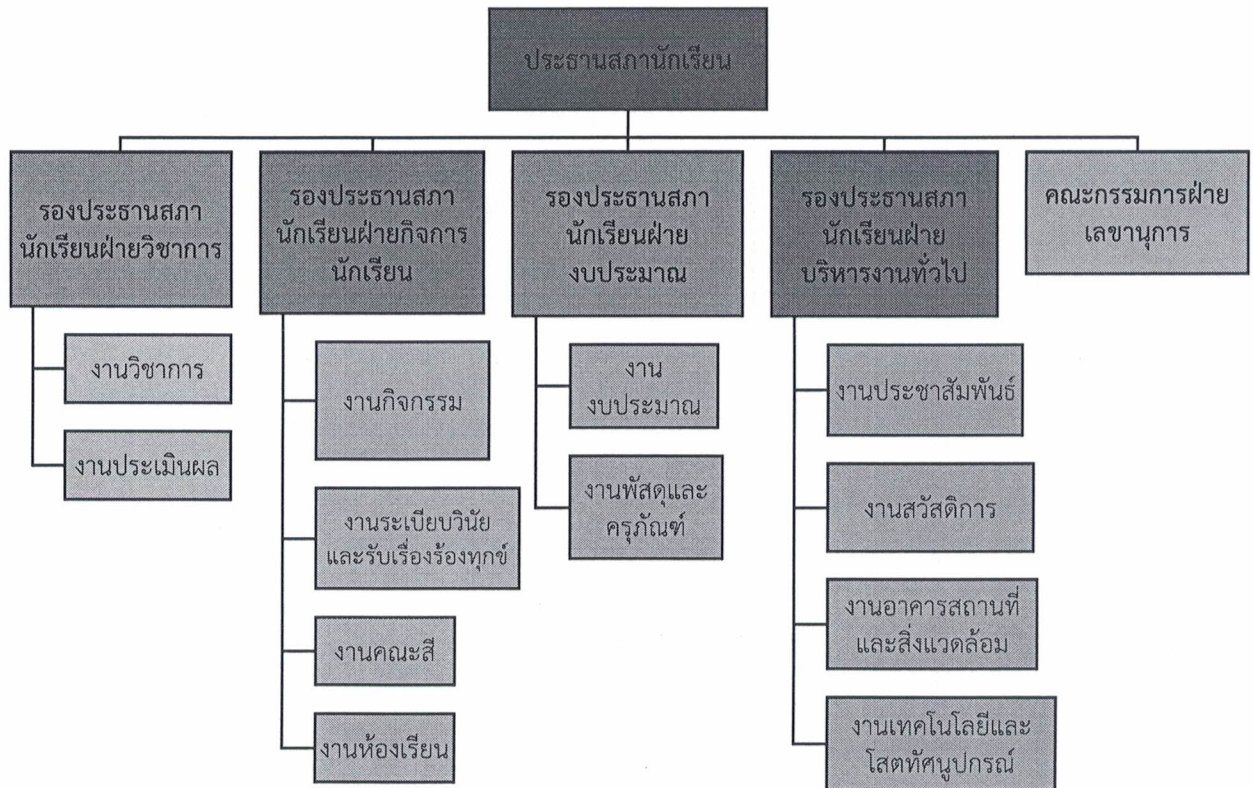 ประธานสภานักเรียน
รองประธานสภา
นักเรียนฝ่ายวิชาการ
งานวิชาการ
งานประเมินผล
รองประธานสภา
นักเรียนฝ่ายกิจการ
นักเรียน
งานกิจกรรม
งานระเบียบวินัย
และรับเรื่องร้องทุกข์
งานคณะสี
งานห้องเรียน
รองประธานสภา
นักเรียนฝ่าย
งบประมาณ
งาน
งบประมาณ
งานพัสดุและ
ครุภัณฑ์
รองประธานสภา
นักเรียนฝ่าย
บริหารงานทั่วไป
งานประชาสัมพันธ์
งานสวัสดิการ
งานอาคารสถานที่
และสิ่งแวดล้อม
งานเทคโนโลยีและ
โสตทัศนูปกรณ์
คณะกรรมการฝ่าย
เลขานุการ